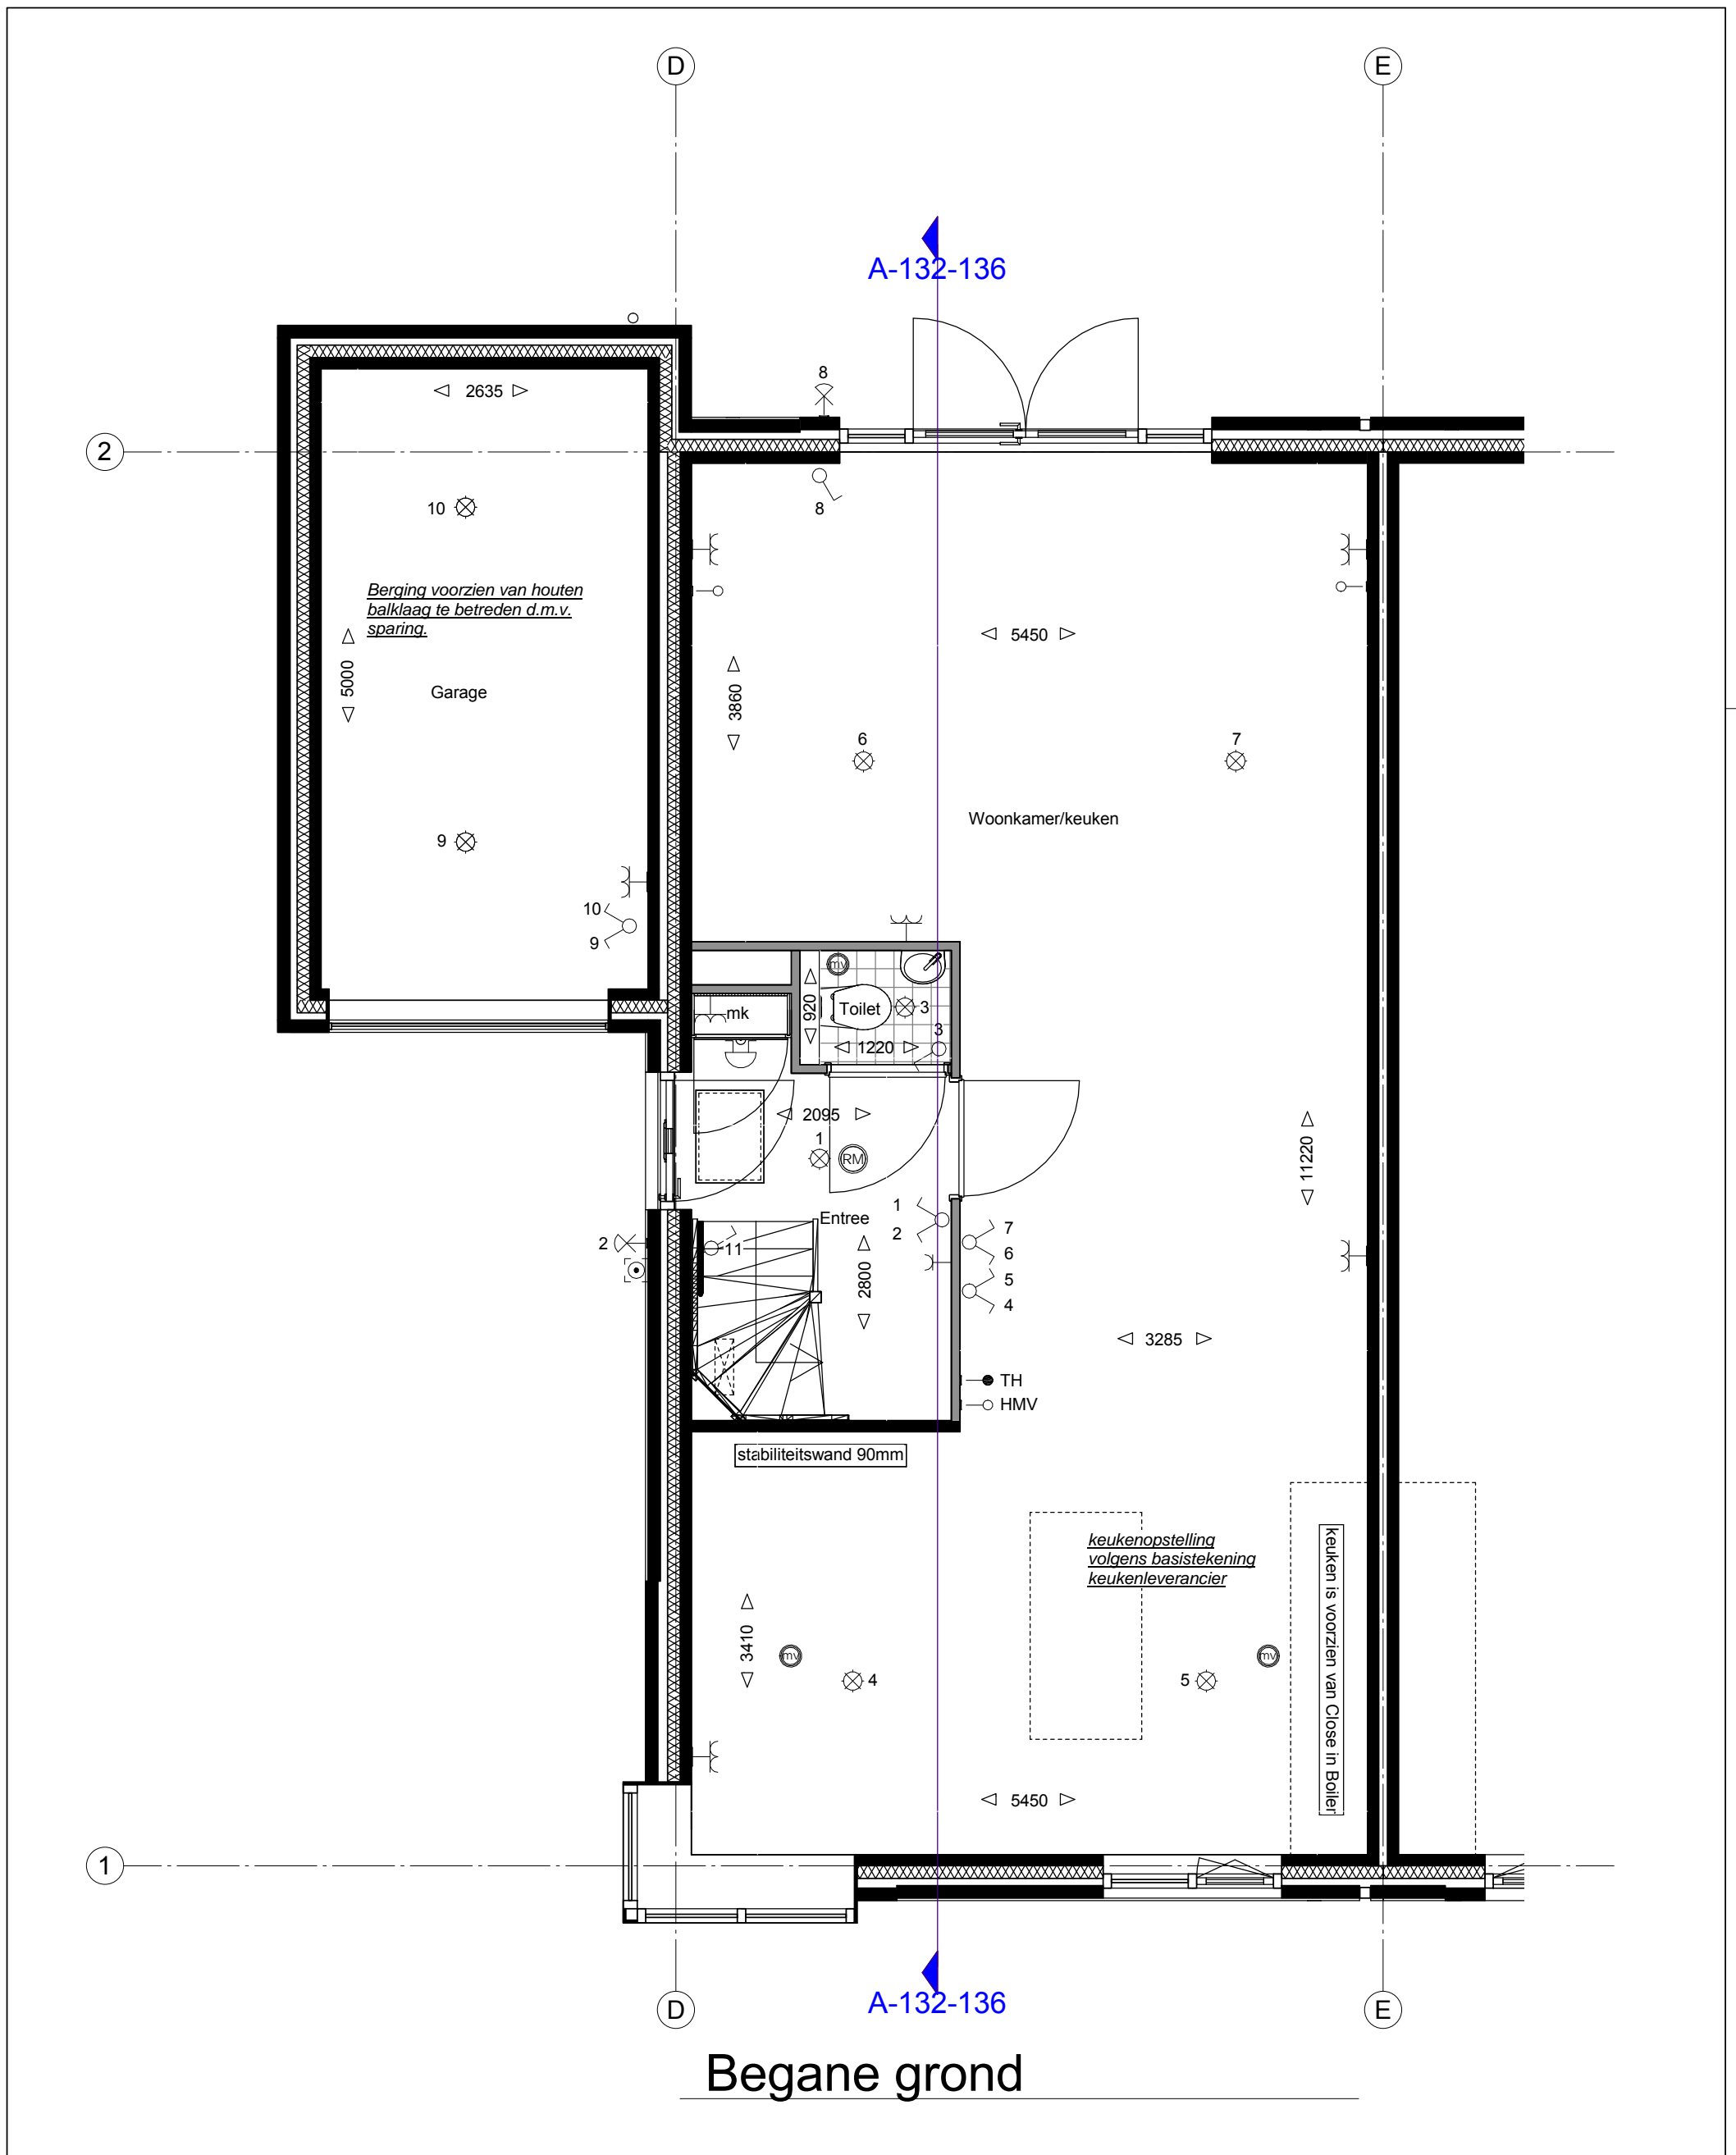 D
E
A-132-136
2635
8
2
8
10
Berging voorzien van houten
balklaag te betreden d.m.v.
sparing.
5450
5000
3860
Garage
6
7
Woonkamer/keuken
9
10
9
mv
920
Toilet
3
mk
3
1220
2095
1
RM
11220
1
Entree
2
7
2
11
6
2800
5
4
3285
TH
HMV
stabiliteitswand 90mm
keukenopstelling
volgens basistekening
keukenleverancier
keuken is voorzien van Close in Boiler
3410
mv
mv
4
5
5450
1
A-132-136
D
E
Begane grond